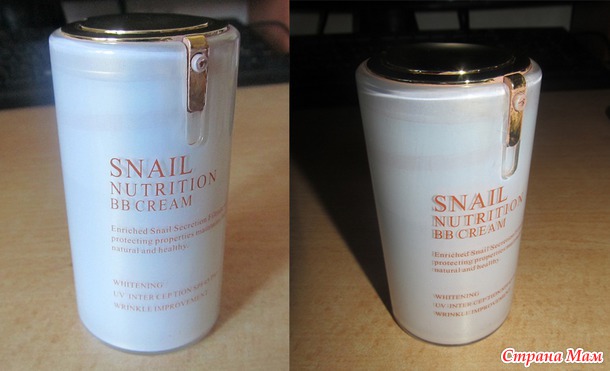 SNAIL
NUTRITION
BB CREAM
Enriched Snail Secretion
protecting properties
natural and healthy.
WHITENING
UV INTERCEPTION
WRINKLE IMPROVEMENT
SNAIL
NUTRITION
BB CREAM
Enriched Snail Secretion
protecting properties
natural and healthy
WHITENING
UV INTERCEPTION
WRINKLE IMPROVEMENT
Страна Мам